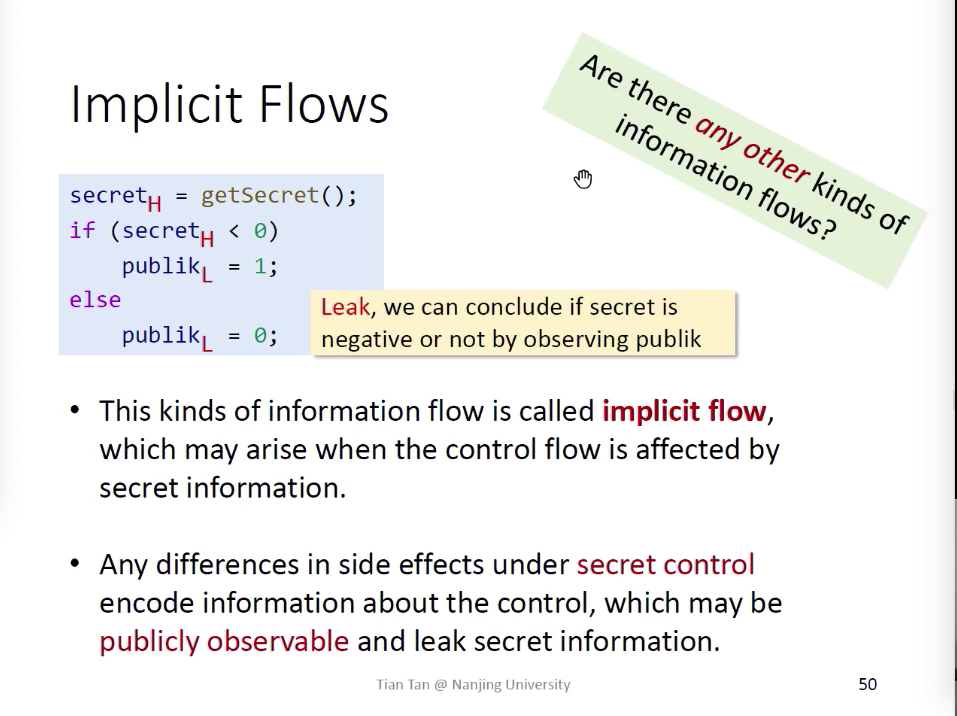 Implicit Flows
Are there any other kinds of
information flows?
secretH = getSecret();
if (secretH < 0)
publikL = 1;
else
publikL = 0;
Leak, we can conclude if secret is
negative or not by observing publik
• This kinds of information flow is called implicit flow,
which may arise when the control flow is affected by
secret information.
• Any differences in side effects under secret control
encode information about the control, which may be
publicly observable and leak secret information.
Tian Tan @ Nanjing University
50